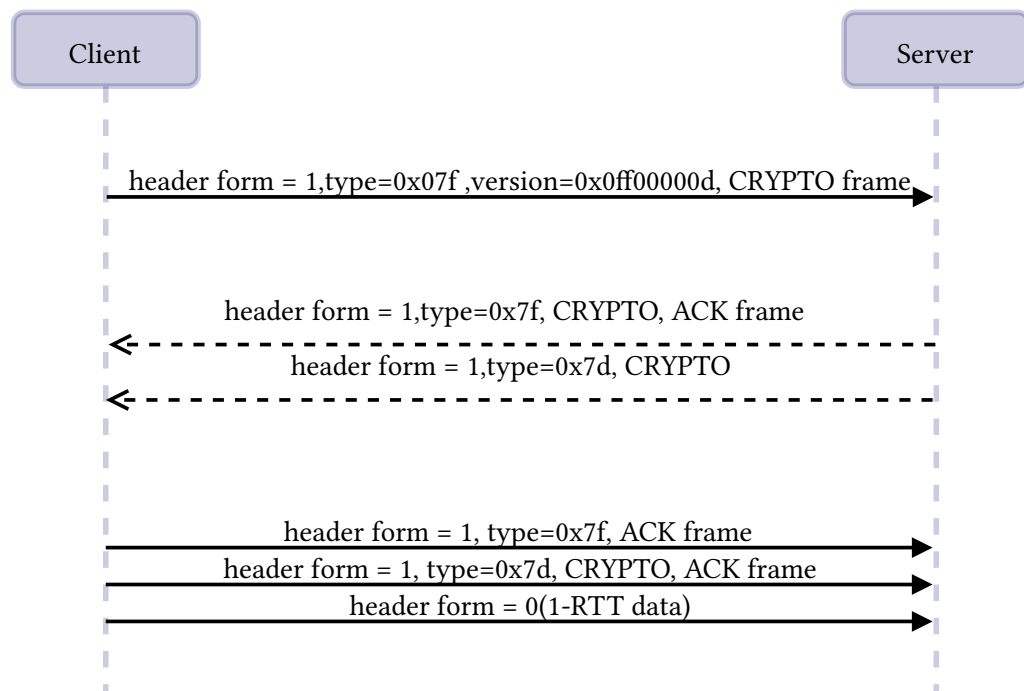 Client
Server
header form = 1,type=0x07f ,version=0x0ff00000d, CRYPTO frame
header form = 1,type=0x7f, CRYPTO, ACK frame
header form = 1,type=0x7d, CRYPTO
header form = 1, type=0x7f, ACK frame
header form = 1, type=0x7d, CRYPTO, ACK frame
header form = 0(1-RTT data)